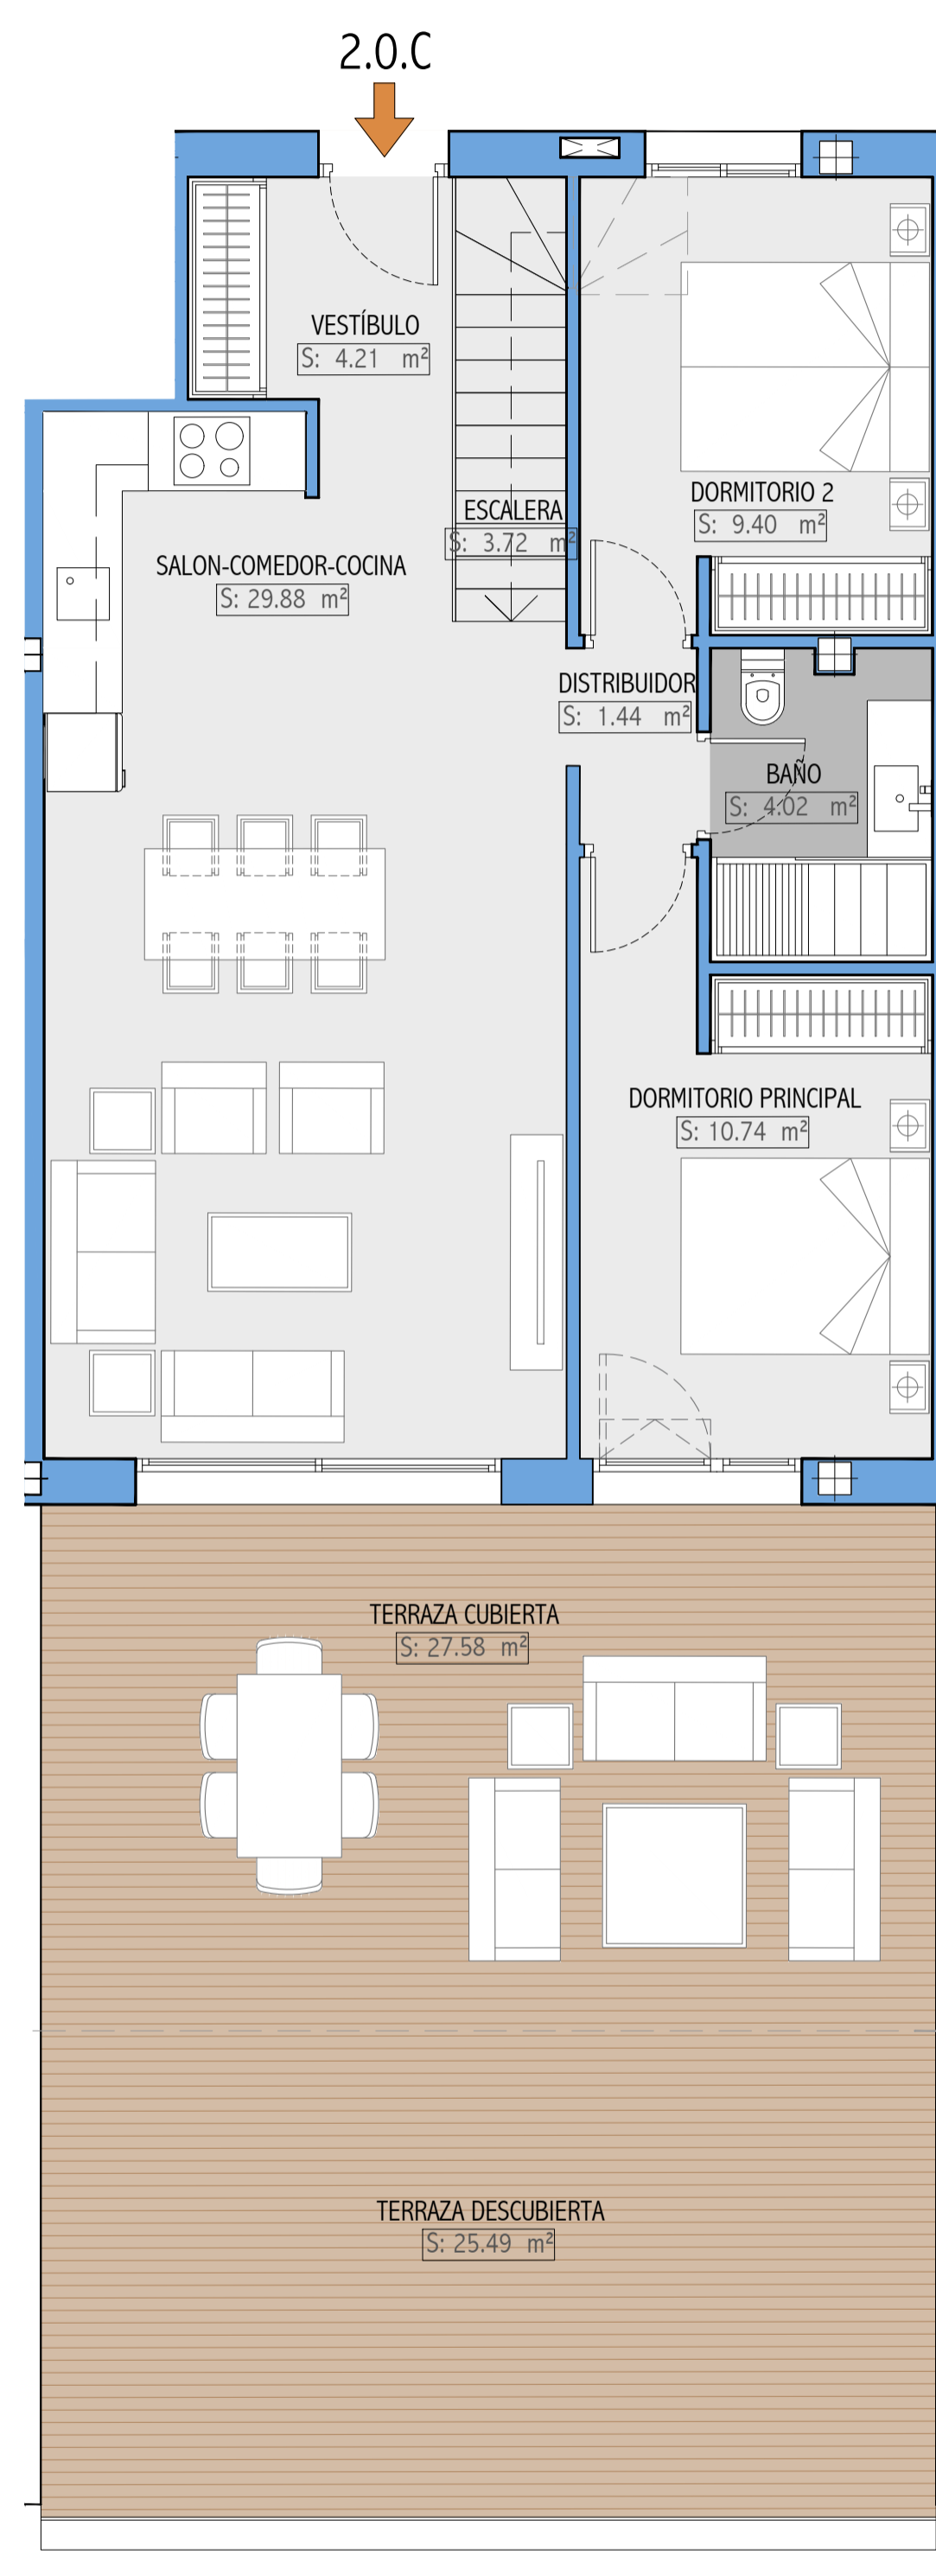 2.0.C
VESTÍBULO
S: 4.21 m²
DORMITORIO 2
S: 9.40 m²
ESCALERA
S: 3.72 m²
SALON-COMEDOR-COCINA
S: 29.88 m²
DISTRIBUIDOR
S: 1.44 m²
BAÑO
S: 4.02 m²
DORMITORIO PRINCIPAL
S: 10.74 m²
TERRAZA CUBIERTA
S: 27.58 m²
TERRAZA DESCUBIERTA
S: 25.49 m²